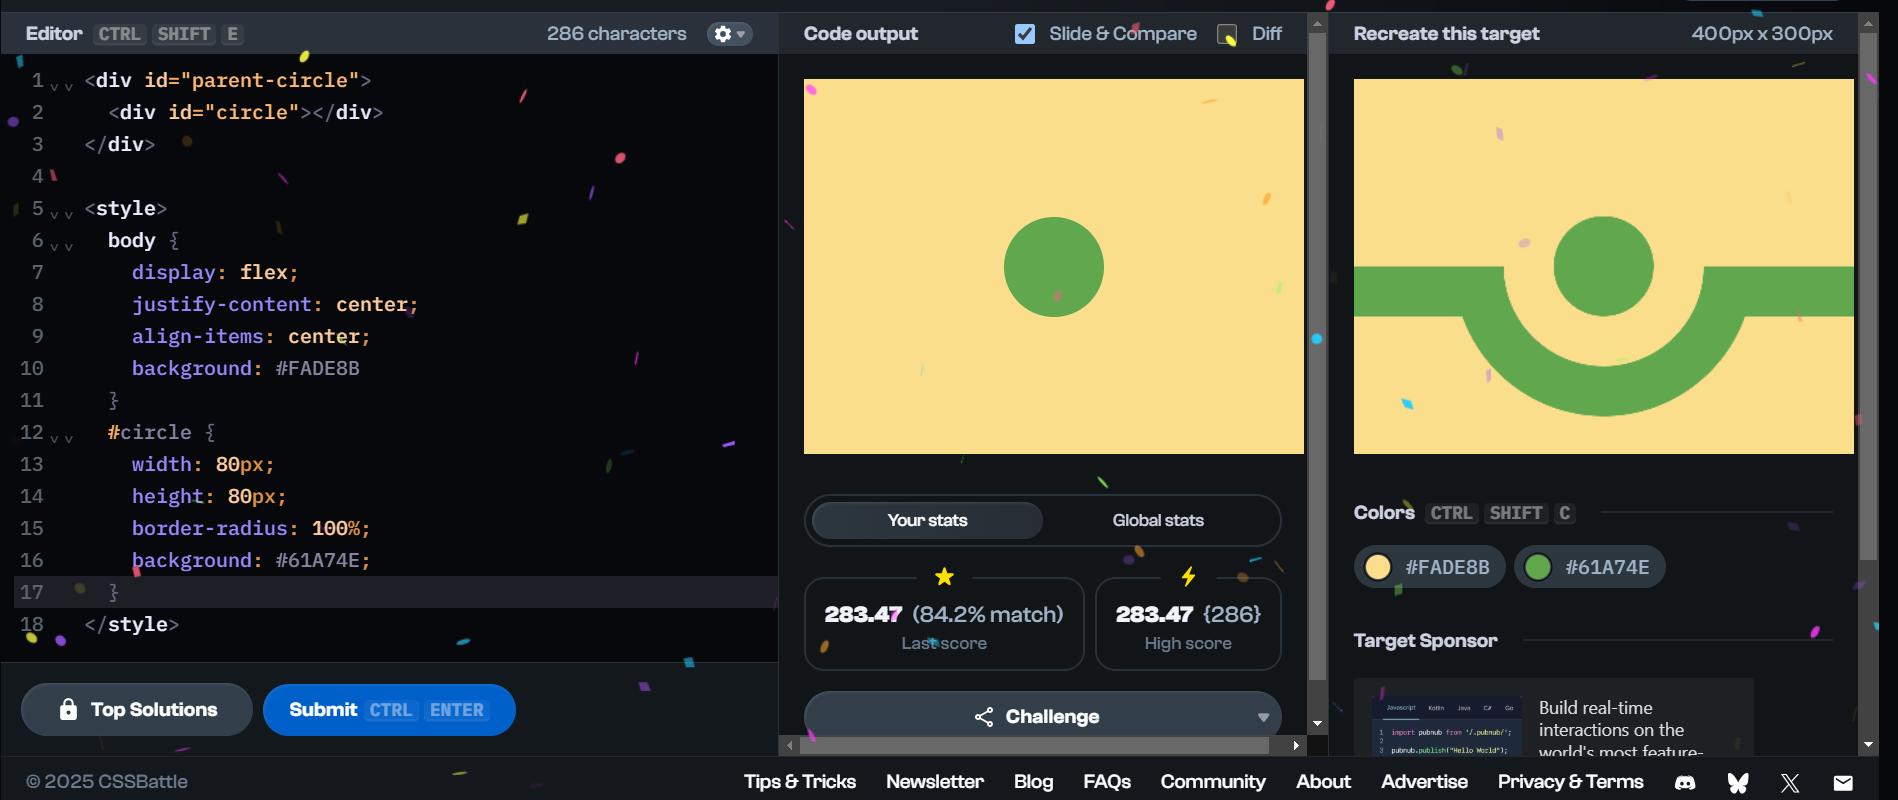 Editor CTRL SHIFT E 286 characters
1 <div id="parent-circle">
2 <div id="circle"></div>
3 </div>
4
5 <style>
6 body {
7 display: flex;
8 justify-content: center;
9 align-items: center;
10 background: #FADE8B
11 }
12 #circle {
13 width: 80px;
14 height: 80px;
15 border-radius: 100%;
16 background: #61A74E;
17 }
18 </style>
Top Solutions
Submit CTRL ENTER
Code output Slide & Compare Diff
Your stats Global stats
283.47 (84.2% match)
Last score
283.47 {286}
High score
Challenge
Recreate this target 400px x 300px
Colors CTRL SHIFT C
#FADE8B #61A74E
Target Sponsor
Javascript Kotlin Java C# Go
1 import pubnub from './pubnub/';
2
3 pubnub.publish("Hello World");
Build real-time
interactions on the
world's most feature-
© 2025 CSSBattle
Tips & Tricks Newsletter Blog FAQs Community About Advertise Privacy & Terms